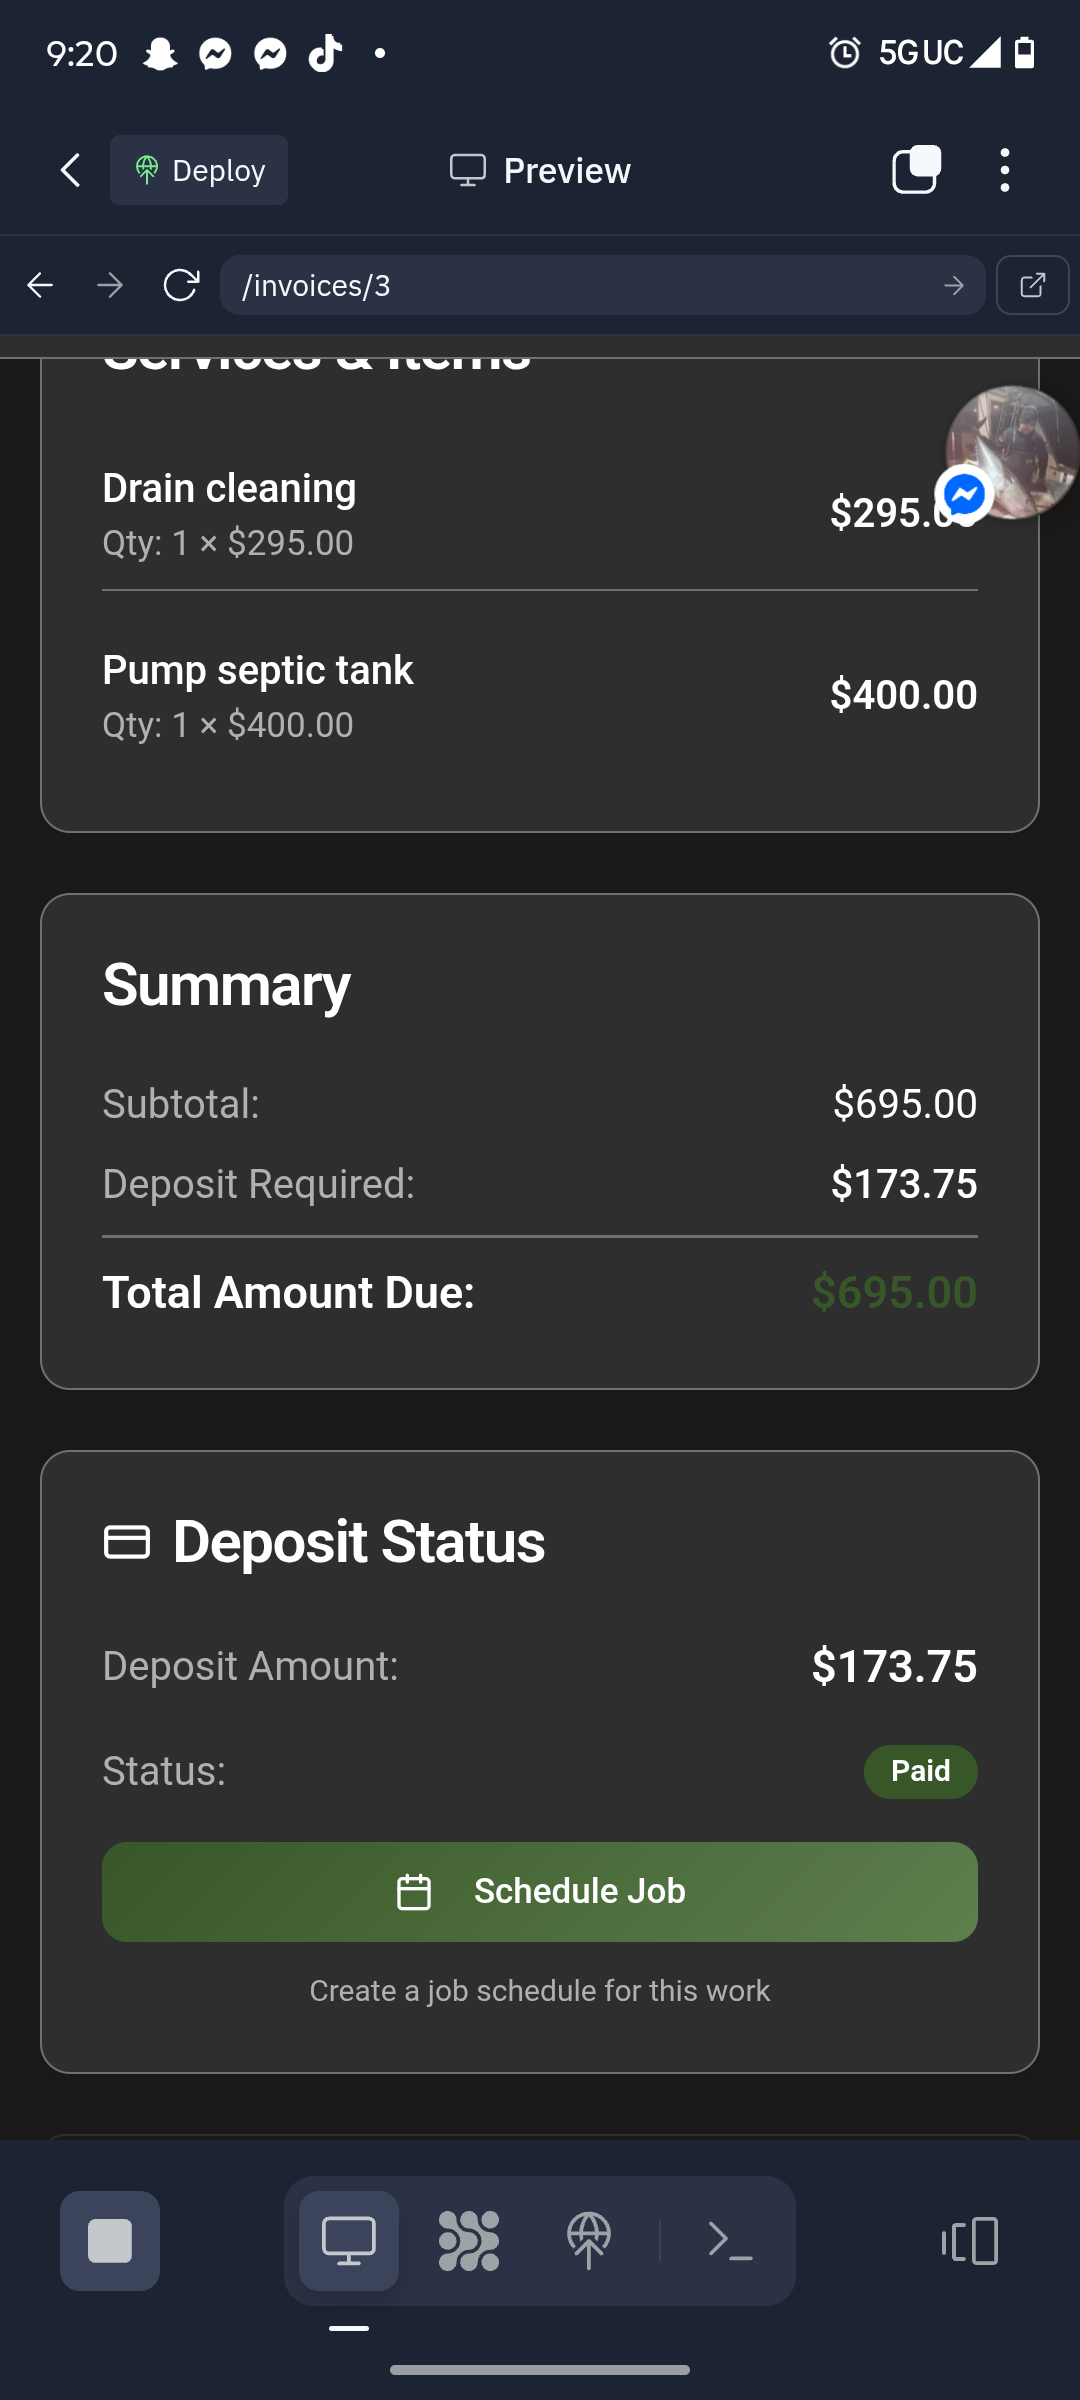 9:20
5G UC
Deploy
Preview
/invoices/3
Services & Items
Drain cleaning
Qty: 1 × $295.00
$295.00
Pump septic tank
Qty: 1 × $400.00
$400.00
Summary
Subtotal:
$695.00
Deposit Required:
$173.75
Total Amount Due:
$695.00
Deposit Status
Deposit Amount:
$173.75
Status:
Paid
Schedule Job
Create a job schedule for this work